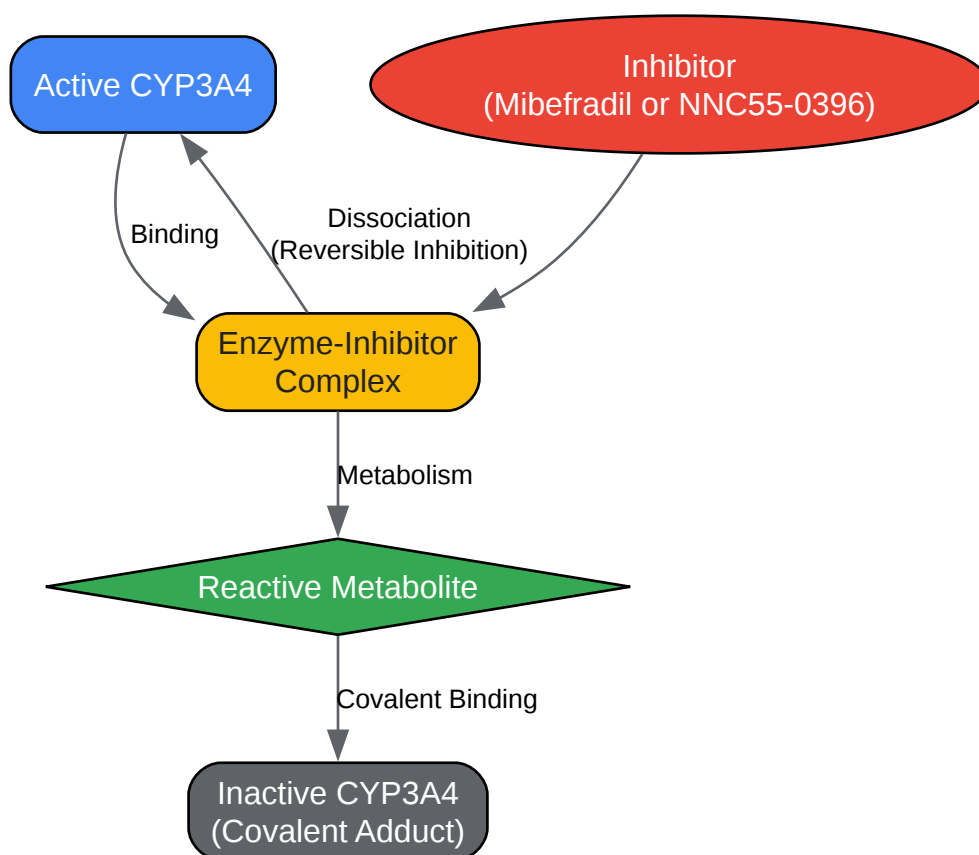 Active CYP3A4
Inhibitor
(Mibefradil or NNC55-0396)
Binding
Dissociation
(Reversible Inhibition)
Enzyme-Inhibitor
Complex
Metabolism
Reactive Metabolite
Covalent Binding
Inactive CYP3A4
(Covalent Adduct)